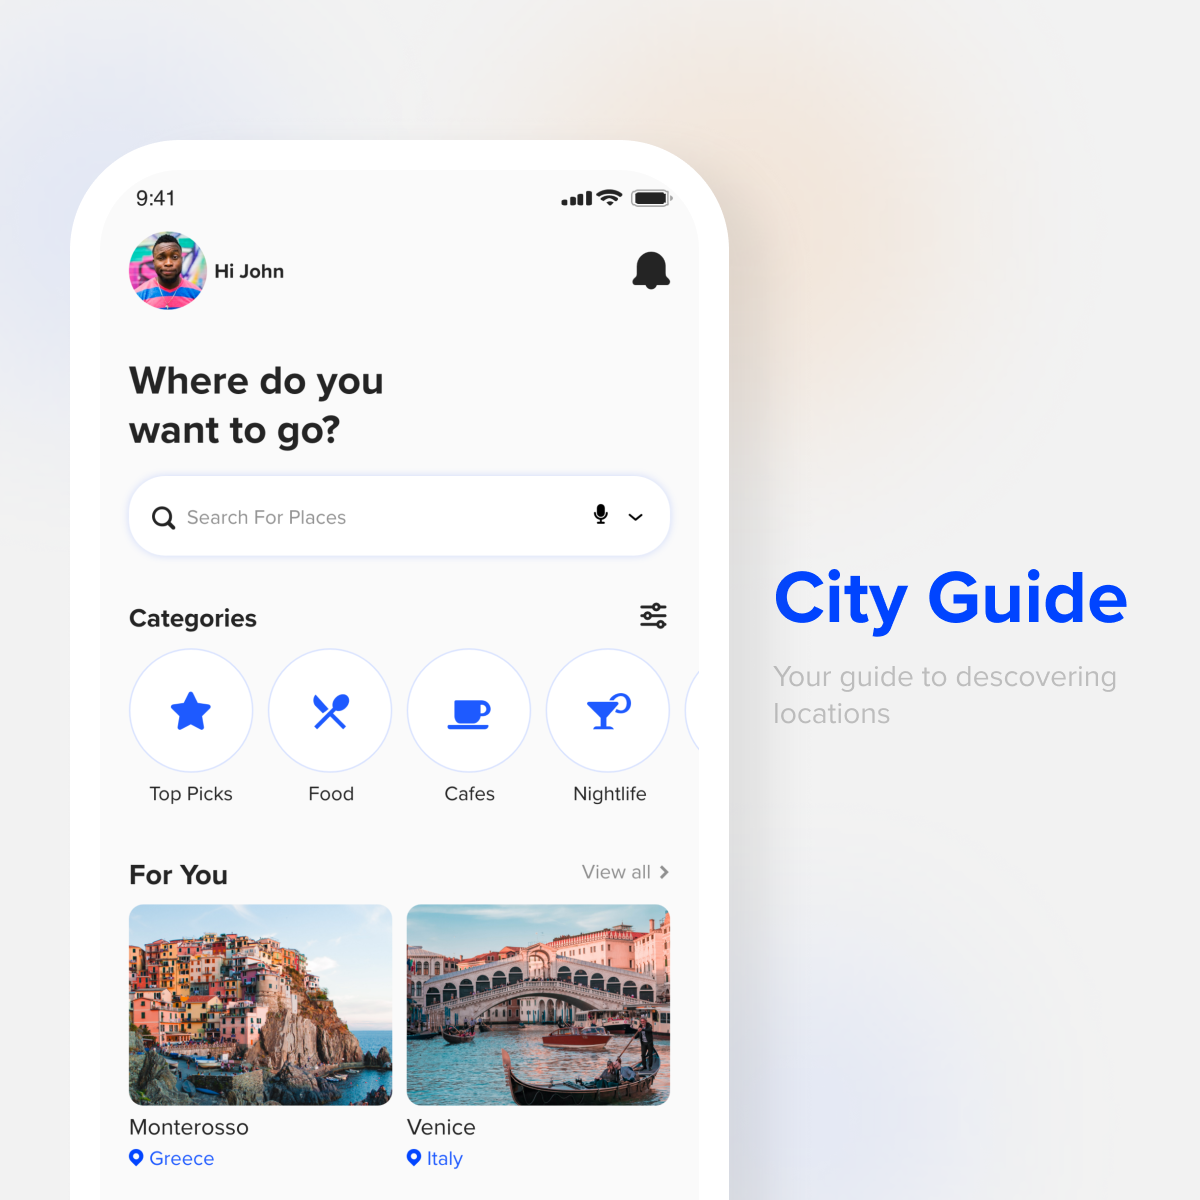 9:41
Hi John
Where do you
want to go?
Search For Places
Categories
Top Picks
Food
Cafes
Nightlife
For You
View all
Monterosso
Venice
Greece
Italy
City Guide
Your guide to descovering
locations